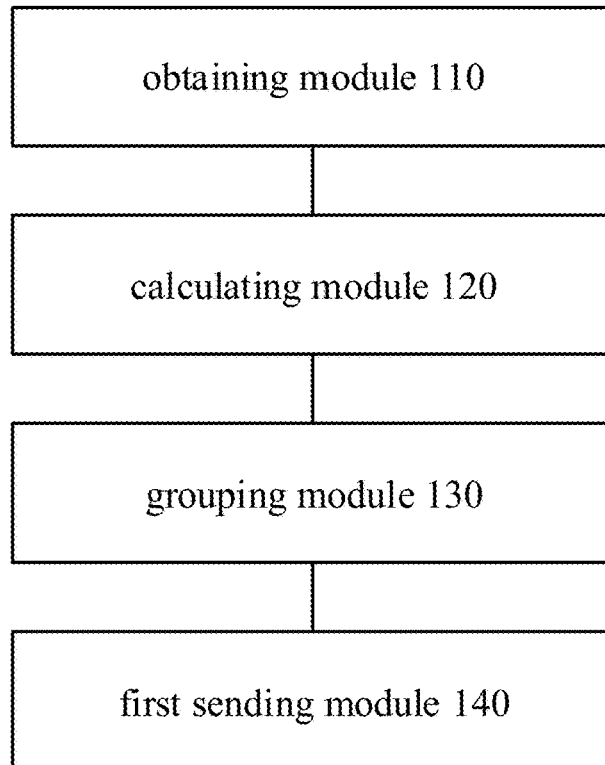 obtaining module 110
calculating module 120
grouping module 130
first sending module 140